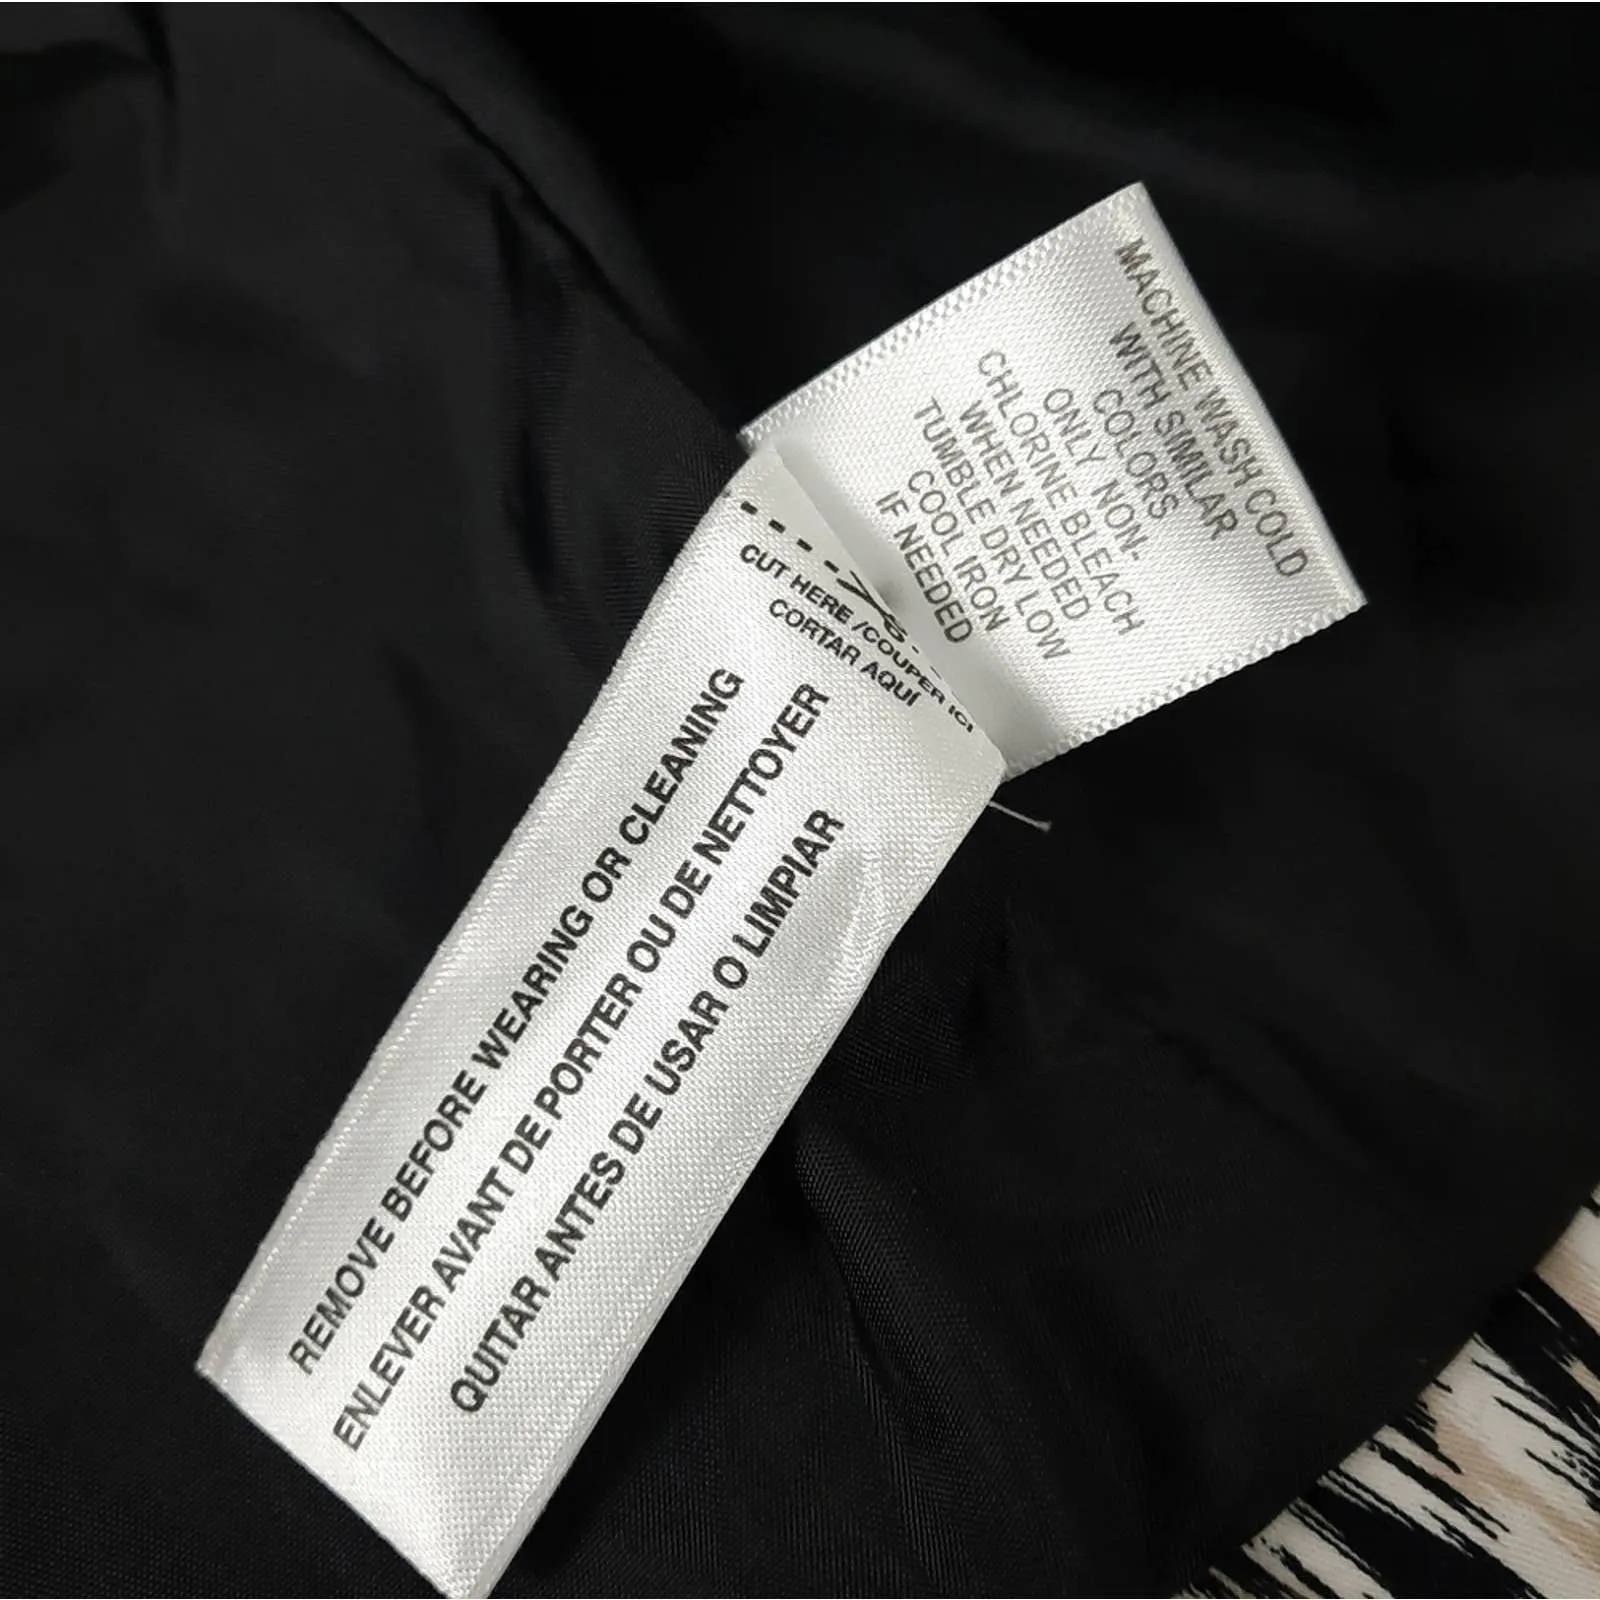 MACHINE WASH COLD
WITH SIMILAR
COLORS
ONLY NON-
CHLORINE BLEACH
WHEN NEEDED
TUMBLE DRY LOW
COOL IRON
IF NEEDED
CUT HERE /COUPER ICI
CORTAR AQUÍ
REMOVE BEFORE WEARING OR CLEANING
ENLEVER AVANT DE PORTER OU DE NETTOYER
QUITAR ANTES DE USAR O LIMPIAR